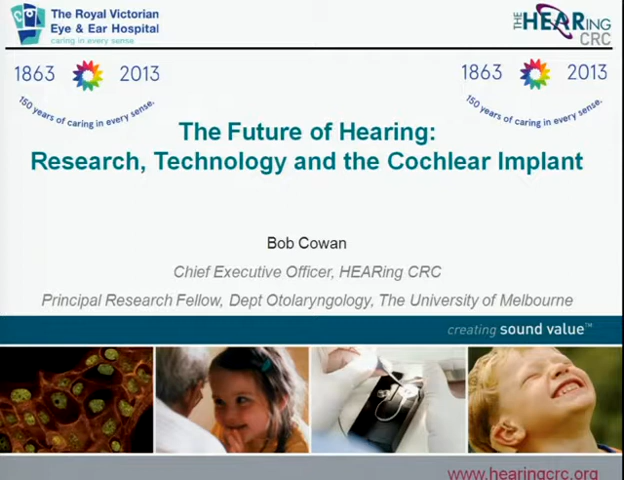 The Royal Victorian
Eye & Ear Hospital
caring in every sense
THE HEARing
CRC
1863 2013
150 years of caring in every sense.
1863 2013
150 years of caring in every sense.
The Future of Hearing:
Research, Technology and the Cochlear Implant
Bob Cowan
Chief Executive Officer, HEARing CRC
Principal Research Fellow, Dept Otolaryngology, The University of Melbourne
creating sound value™
www.hearingcrc.org